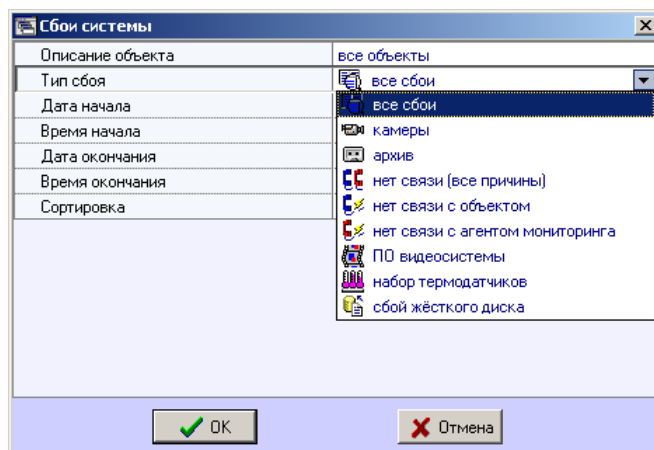 Сбои системы
Описание объекта все объекты
Тип сбоя все сбои
Дата начала все сбои
Время начала камеры
Дата окончания архив
Время окончания нет связи (все причины)
Сортировка нет связи с объектом
нет связи с агентом мониторинга
ПО видеосистемы
набор термодатчиков
сбой жёсткого диска
OK Отмена